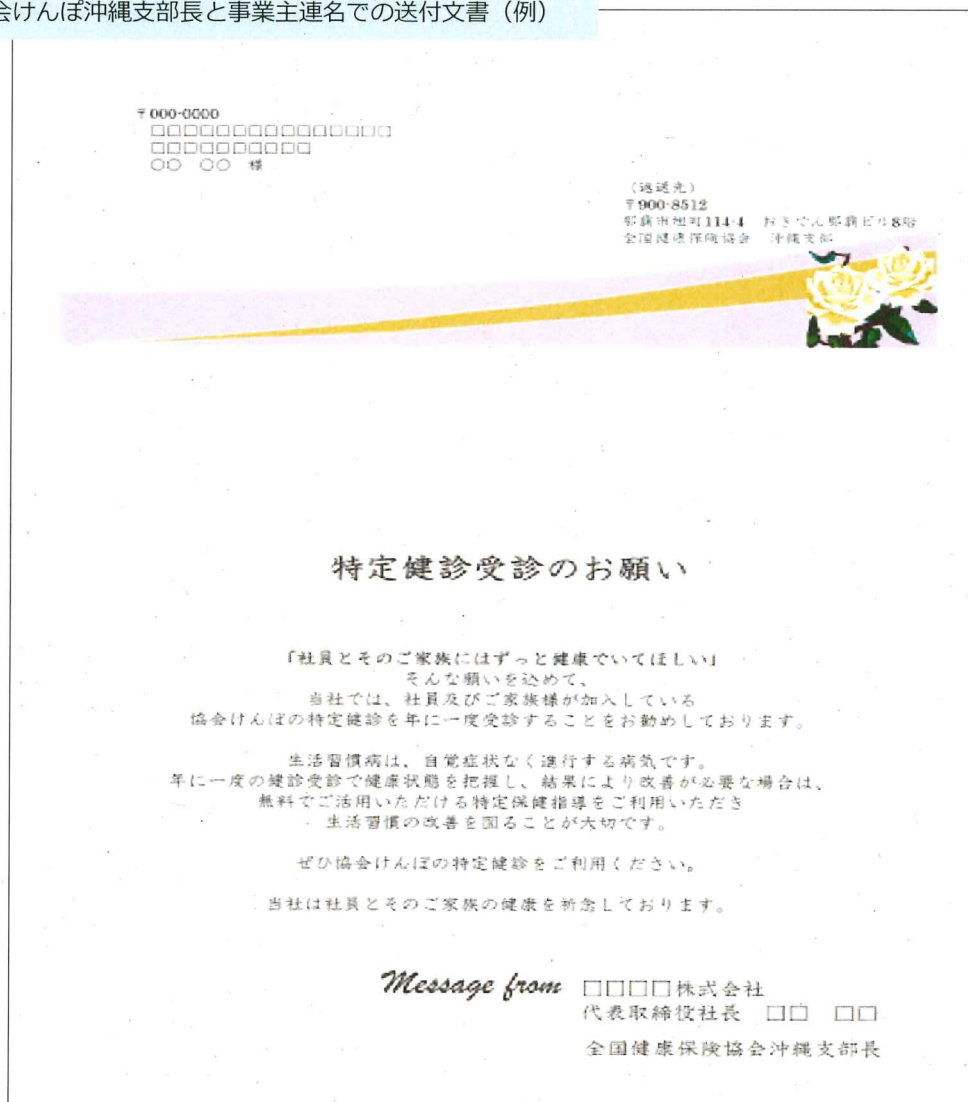 会けんぽ沖縄支部長と事業主連名での送付文書（例）
〒000-0000
□□□□□□□□□□□□□□□
□□□□□□□□□□
○○　○○　様
（返送先）
〒900-8512
那覇市旭町114-4　おきでん那覇ビル8階
全国健康保険協会　沖縄支部
特定健診受診のお願い
「社員とそのご家族にはずっと健康でいてほしい」
そんな願いを込めて、
当社では、社員及びご家族様が加入している
協会けんぽの特定健診を年に一度受診することをお勧めしております。
生活習慣病は、自覚症状なく進行する病気です。
年に一度の健診受診で健康状態を把握し、結果により改善が必要な場合は、
無料でご活用いただける特定保健指導をご利用いただき
生活習慣の改善を図ることが大切です。
ぜひ協会けんぽの特定健診をご利用ください。
当社は社員とそのご家族の健康を祈念しております。
Message from　□□□□株式会社
代表取締役社長　□□　□□
全国健康保険協会沖縄支部長